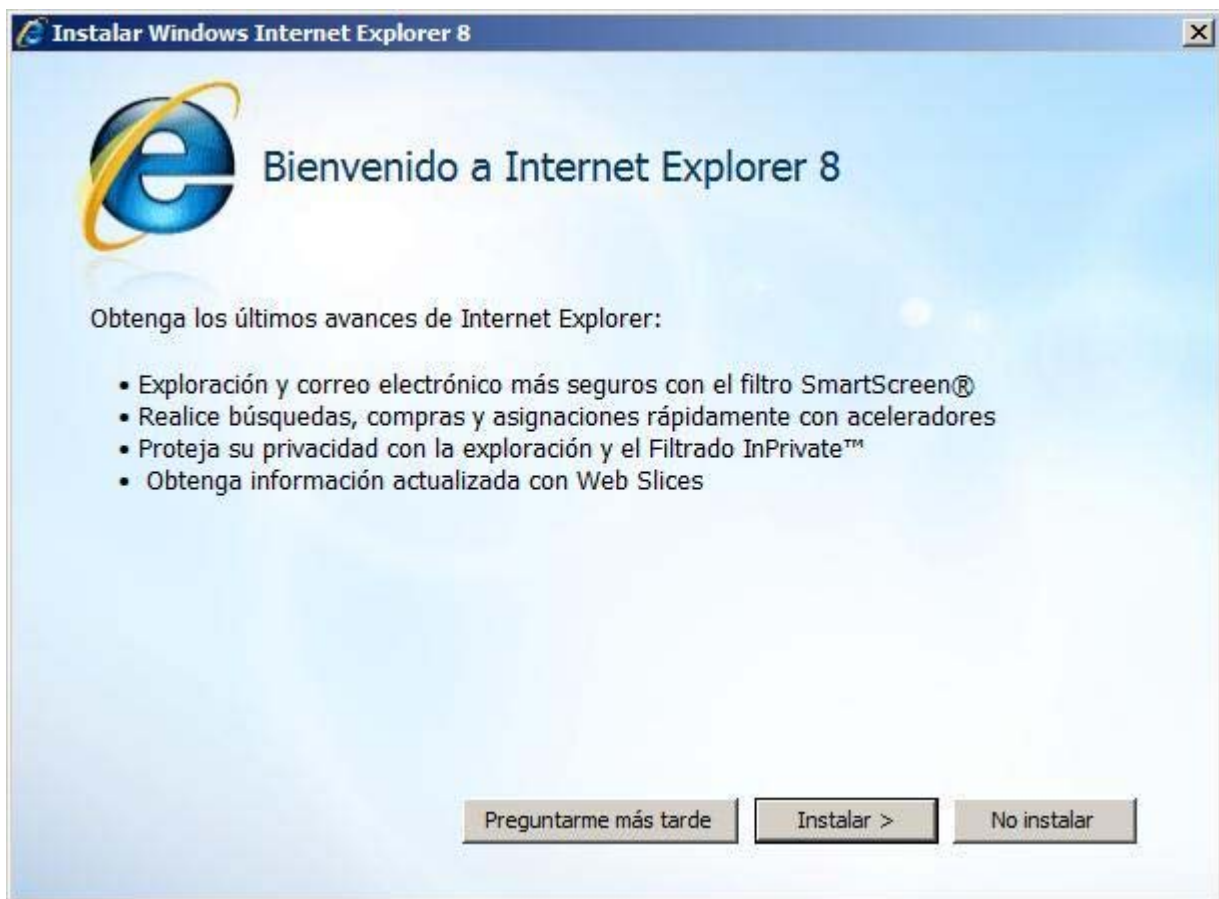 Instalar Windows Internet Explorer 8
Bienvenido a Internet Explorer 8
Obtenga los últimos avances de Internet Explorer:
• Exploración y correo electrónico más seguros con el filtro SmartScreen®
• Realice búsquedas, compras y asignaciones rápidamente con aceleradores
• Proteja su privacidad con la exploración y el Filtrado InPrivate™
• Obtenga información actualizada con Web Slices
Preguntarme más tarde
Instalar >
No instalar